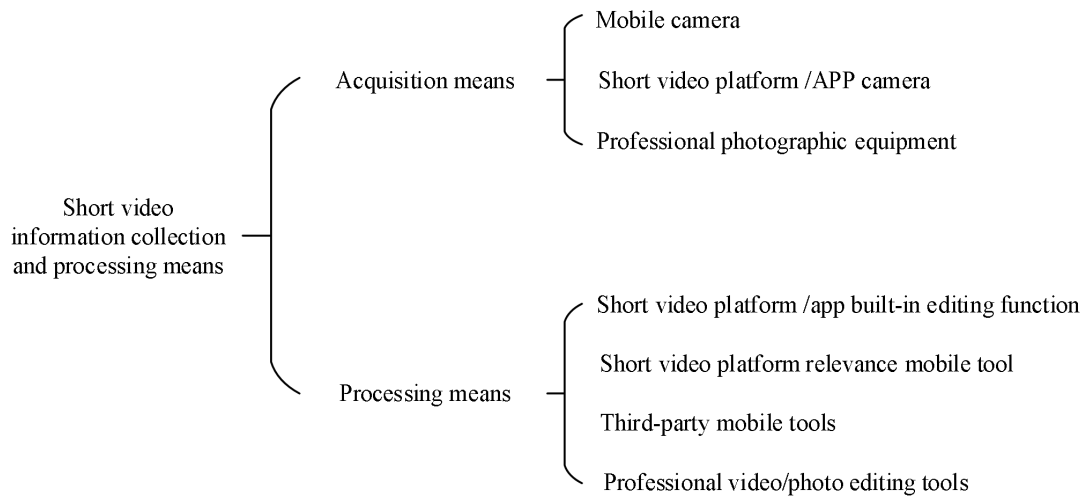 Short video
information collection
and processing means
Acquisition means
Mobile camera
Short video platform /APP camera
Professional photographic equipment
Processing means
Short video platform /app built-in editing function
Short video platform relevance mobile tool
Third-party mobile tools
Professional video/photo editing tools